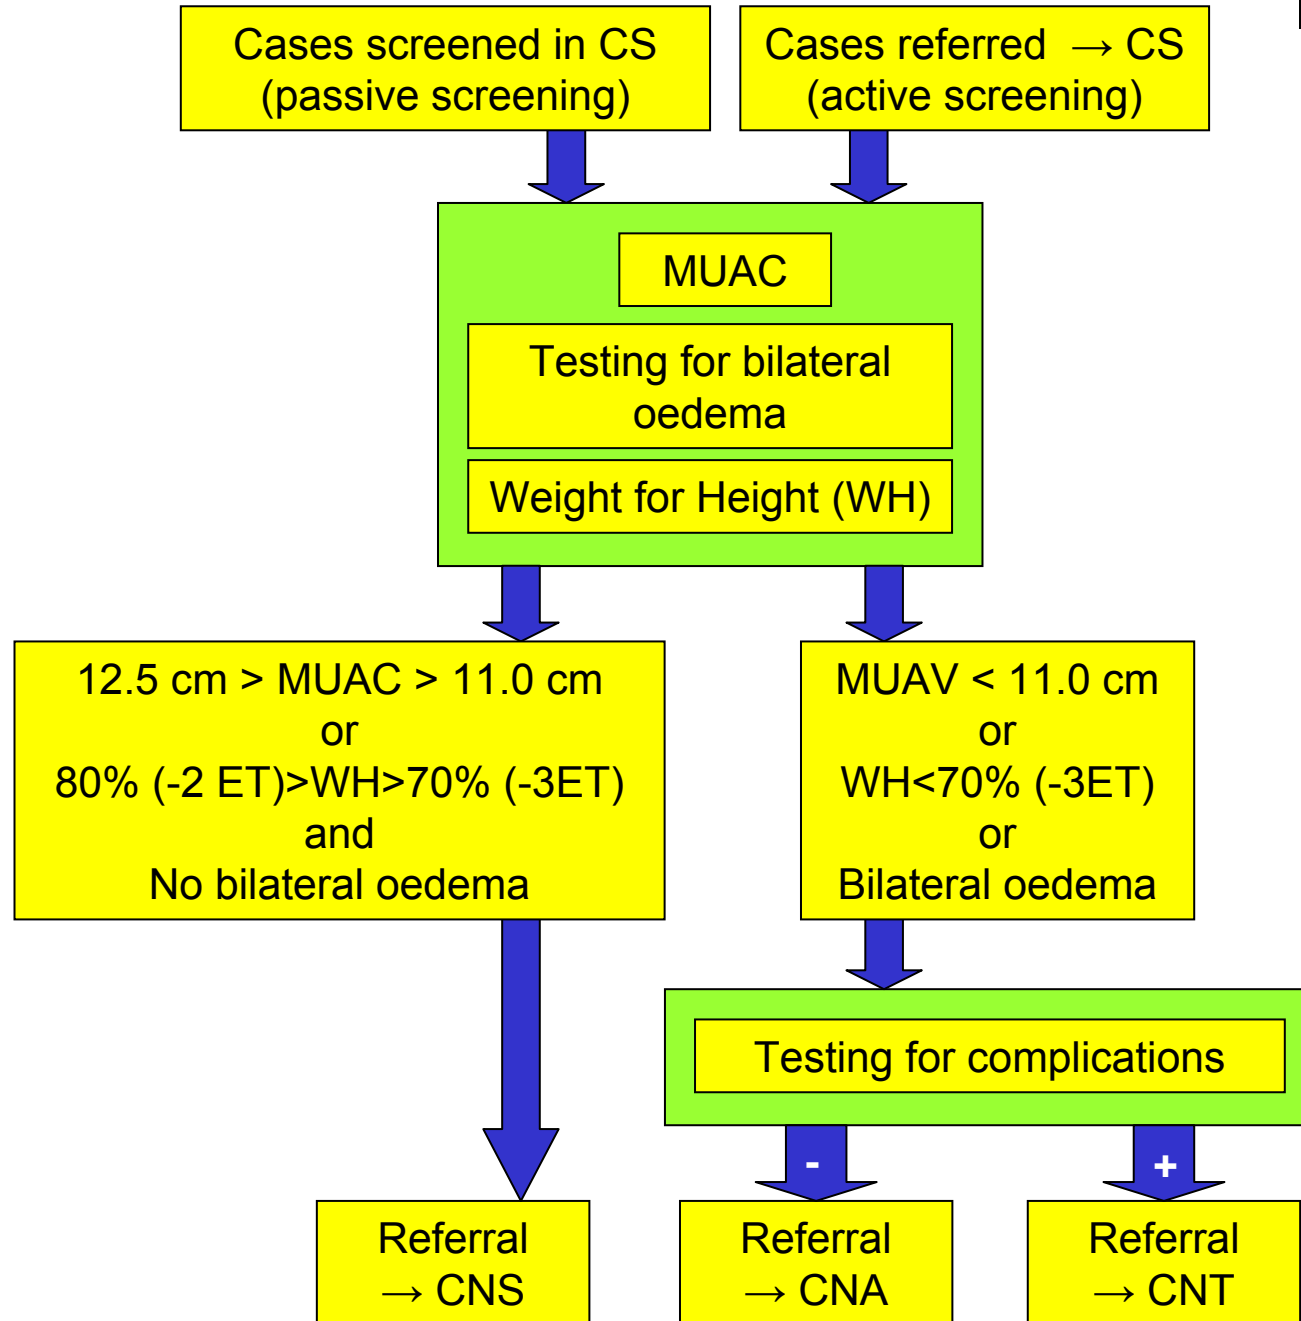 Cases screened in CS
(passive screening)
Cases referred → CS
(active screening)
MUAC
Testing for bilateral
oedema
Weight for Height (WH)
12.5 cm > MUAC > 11.0 cm
or
80% (-2 ET)>WH>70% (-3ET)
and
No bilateral oedema
MUAV < 11.0 cm
or
WH<70% (-3ET)
or
Bilateral oedema
Testing for complications
-
+
Referral
→ CNS
Referral
→ CNA
Referral
→ CNT